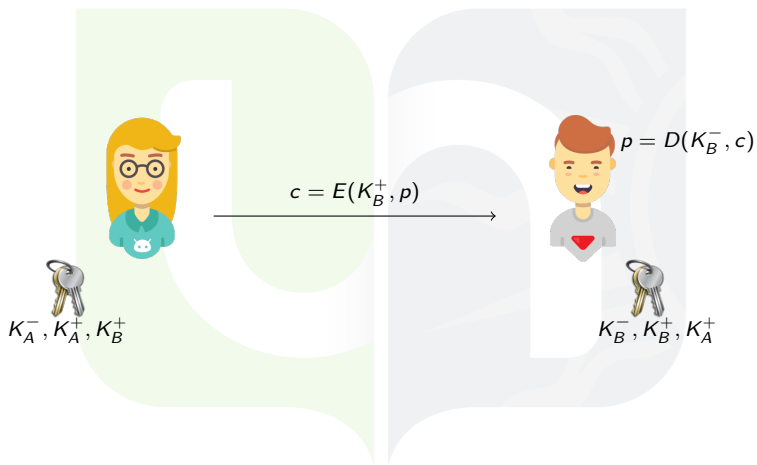 p = D(K_B^-, c)
c = E(K_B^+, p)
K_A^-, K_A^+, K_B^+
K_B^-, K_B^+, K_A^+